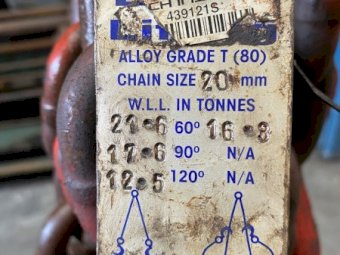 439121S
ALLOY GRADE T (80)
CHAIN SIZE 20 mm
W.L.L. IN TONNES
21·6 60° 16·8
17·6 90° N/A
12·5 120° N/A